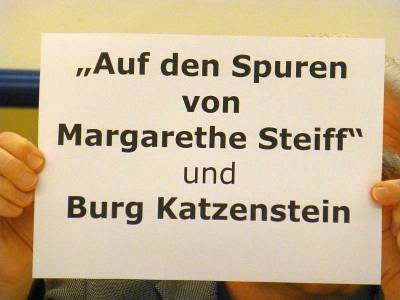 „Auf den Spuren
von
Margarethe Steiff“
und
Burg Katzenstein